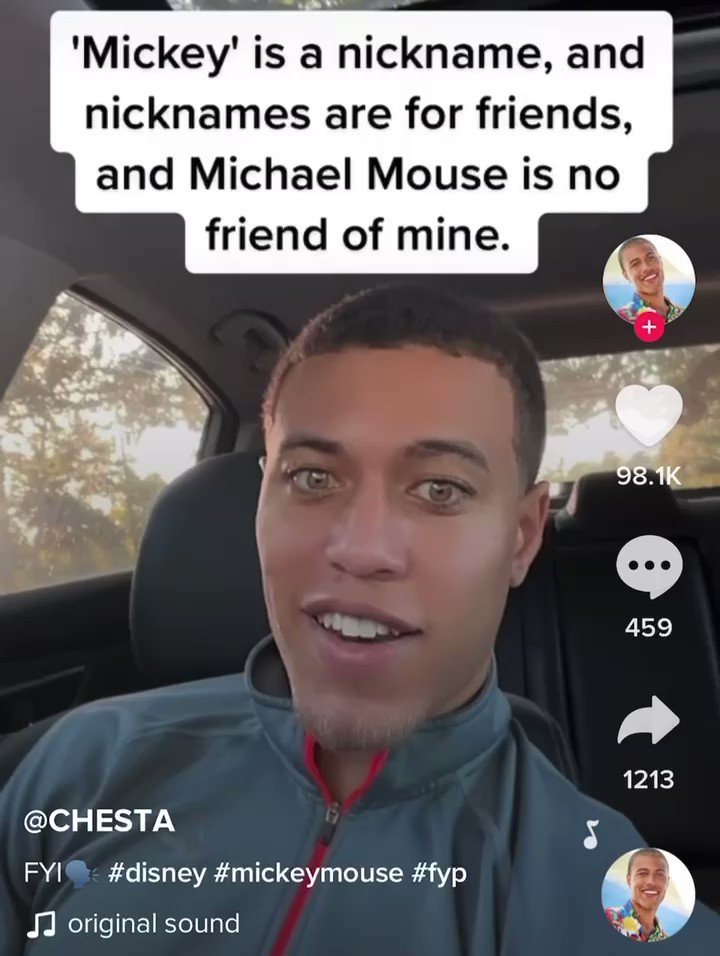 'Mickey' is a nickname, and
nicknames are for friends,
and Michael Mouse is no
friend of mine.
98.1K
459
1213
@CHESTA
FYI🗣️ #disney #mickeymouse #fyp
original sound